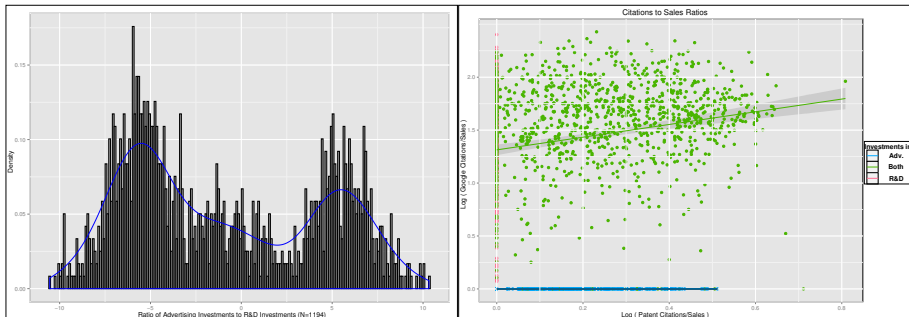 Density
0.15
0.10
0.05
0.00
−10
−5
0
5
10
Ratio of Advertising Investments to R&D Investments (N=1194)
Citations to Sales Ratios
Log ( Google Citations/Sales )
2.0
1.5
1.0
0.5
0.0
0.0
0.2
0.4
0.6
0.8
Log ( Patent Citations/Sales )
Investments in
Adv.
Both
R&D